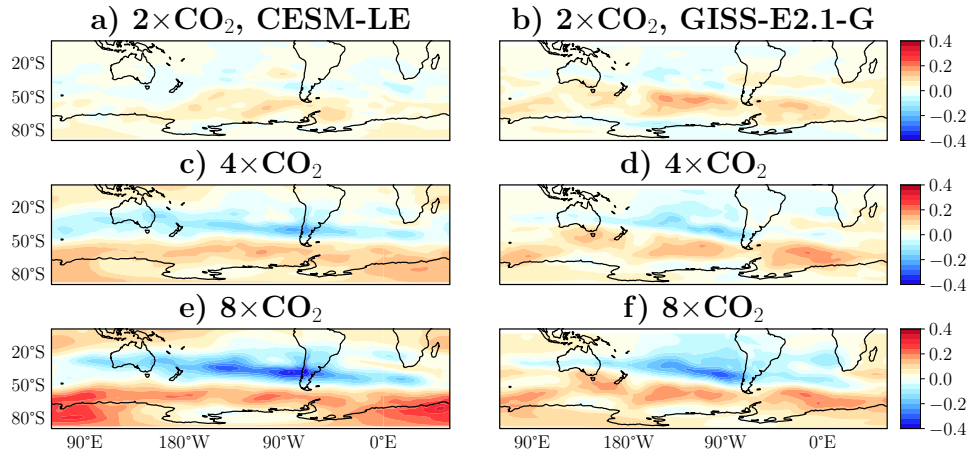 a) 2×CO₂, CESM-LE
b) 2×CO₂, GISS-E2.1-G
20°S
50°S
80°S
0.4
0.2
0.0
−0.2
−0.4
c) 4×CO₂
d) 4×CO₂
20°S
50°S
80°S
0.4
0.2
0.0
−0.2
−0.4
e) 8×CO₂
f) 8×CO₂
20°S
50°S
80°S
0.4
0.2
0.0
−0.2
−0.4
90°E 180°W 90°W 0°E
90°E 180°W 90°W 0°E